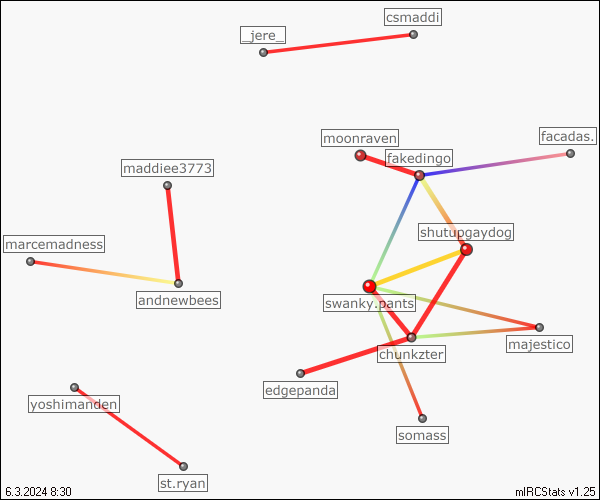 csmaddi
_jere_
facadas.
moonraven
fakedingo
maddiee3773
shutupgaydog
marcemadness
andnewbees
swanky.pants
majestico
chunkzter
edgepanda
yoshimanden
somass
st.ryan
6.3.2024 8:30
mIRCStats v1.25